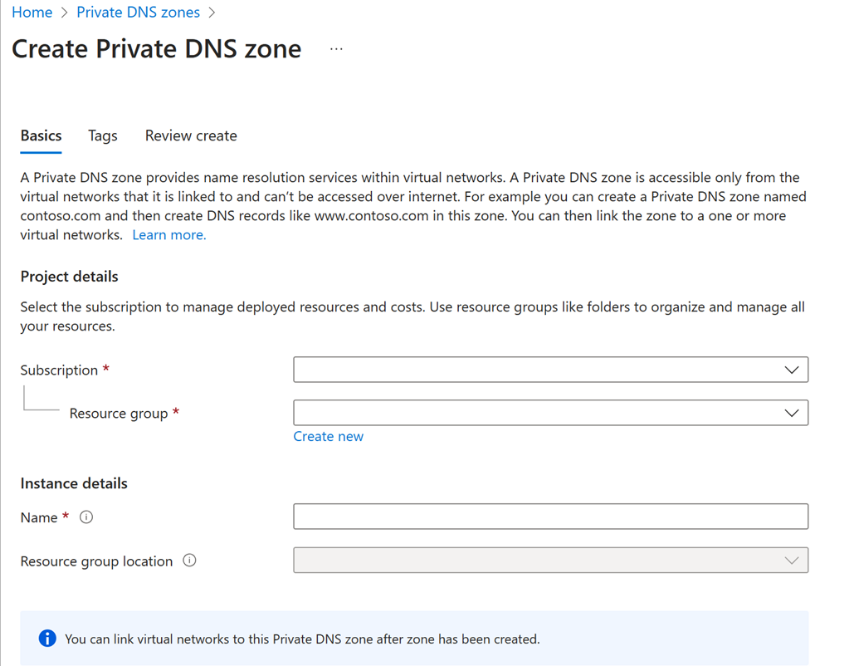 Home > Private DNS zones >
Create Private DNS zone ...
Basics Tags Review create
A Private DNS zone provides name resolution services within virtual networks. A Private DNS zone is accessible only from the
virtual networks that it is linked to and can't be accessed over internet. For example you can create a Private DNS zone named
contoso.com and then create DNS records like www.contoso.com in this zone. You can then link the zone to a one or more
virtual networks. Learn more.
Project details
Select the subscription to manage deployed resources and costs. Use resource groups like folders to organize and manage all
your resources.
Subscription *
Resource group *
Create new
Instance details
Name *
Resource group location
You can link virtual networks to this Private DNS zone after zone has been created.